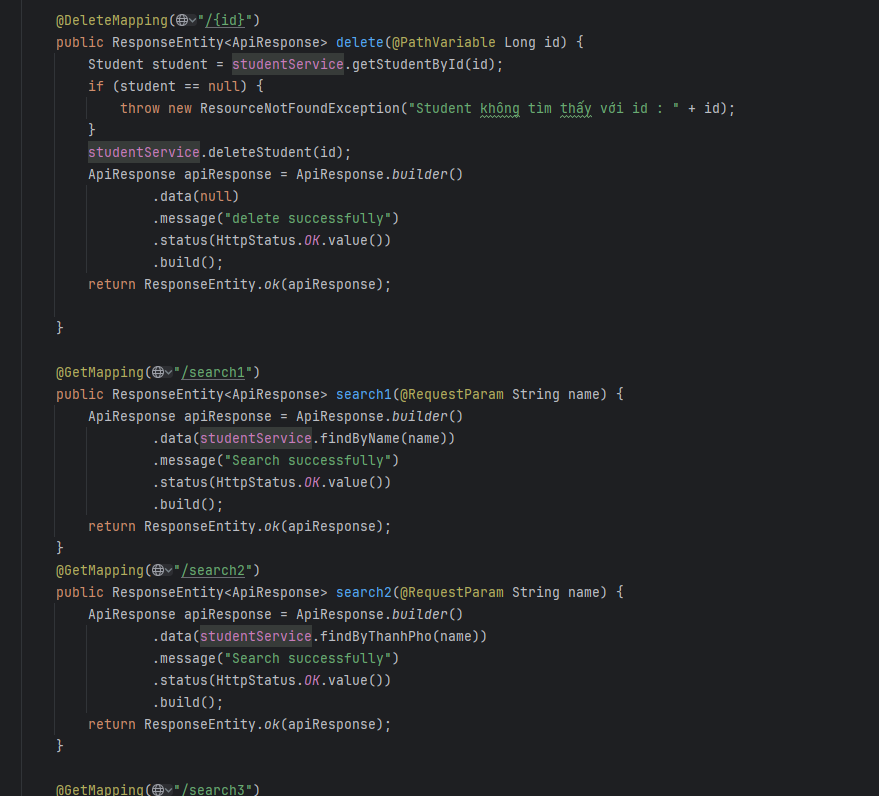 @DeleteMapping("/{id}")
public ResponseEntity<ApiResponse> delete(@PathVariable Long id) {
    Student student = studentService.getStudentById(id);
    if (student == null) {
        throw new ResourceNotFoundException("Student không tìm thấy với id : " + id);
    }
    studentService.deleteStudent(id);
    ApiResponse apiResponse = ApiResponse.builder()
            .data(null)
            .message("delete successfully")
            .status(HttpStatus.OK.value())
            .build();
    return ResponseEntity.ok(apiResponse);
}
@GetMapping("/search1")
public ResponseEntity<ApiResponse> search1(@RequestParam String name) {
    ApiResponse apiResponse = ApiResponse.builder()
            .data(studentService.findByName(name))
            .message("Search successfully")
            .status(HttpStatus.OK.value())
            .build();
    return ResponseEntity.ok(apiResponse);
}
@GetMapping("/search2")
public ResponseEntity<ApiResponse> search2(@RequestParam String name) {
    ApiResponse apiResponse = ApiResponse.builder()
            .data(studentService.findByThanhPho(name))
            .message("Search successfully")
            .status(HttpStatus.OK.value())
            .build();
    return ResponseEntity.ok(apiResponse);
}
@GetMapping("/search3")